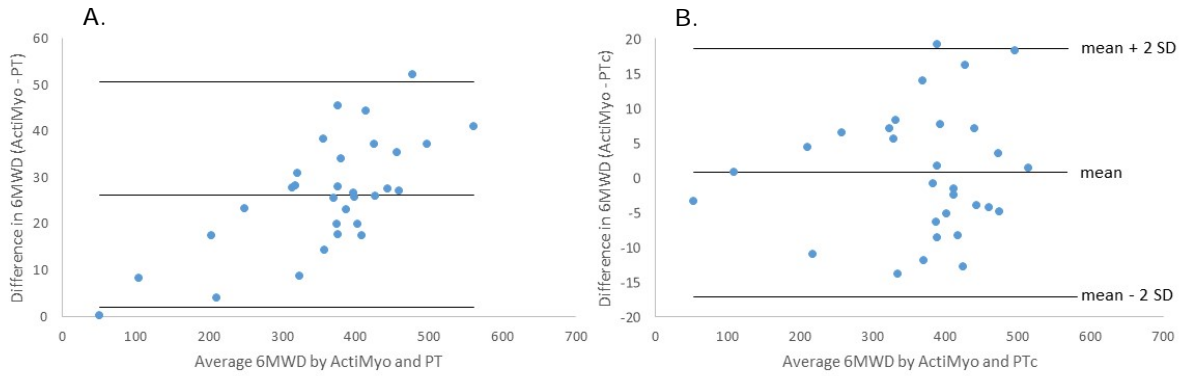 A.
Difference in 6MWD (ActiMyo - PT)
60
50
40
30
20
10
0
0 100 200 300 400 500 600 700
Average 6MWD by ActiMyo and PT
B.
Difference in 6MWD (ActiMyo - PTc)
20
15
10
5
0
-5
-10
-15
-20
mean + 2 SD
mean
mean - 2 SD
0 100 200 300 400 500 600 700
Average 6MWD by ActiMyo and PTc